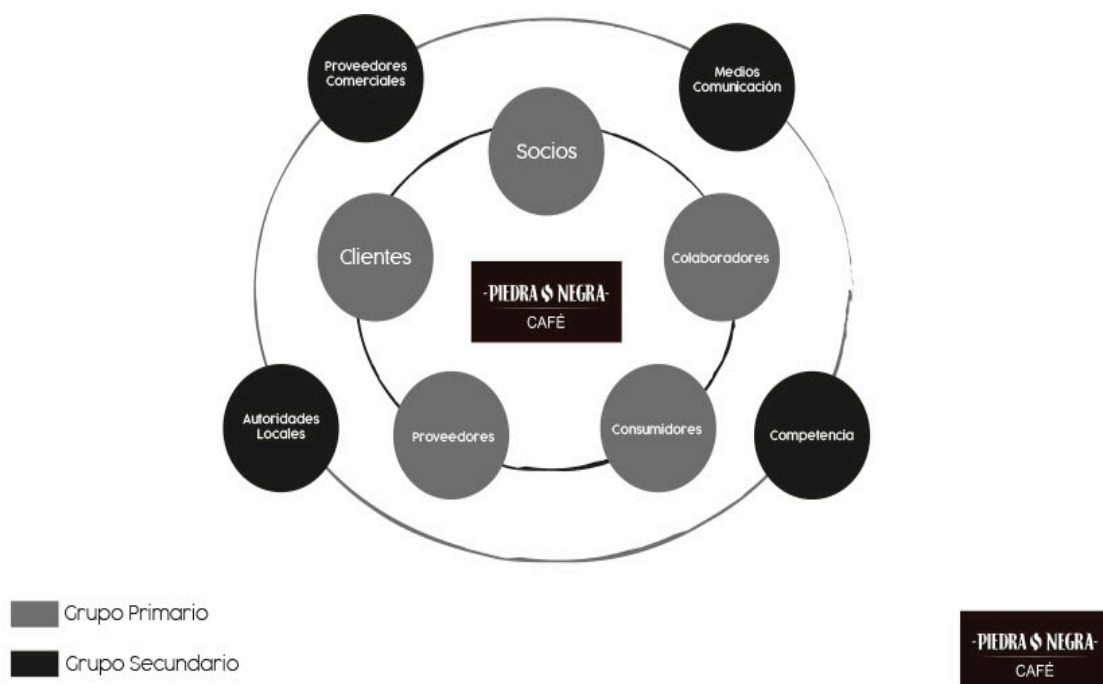 Proveedores
Comerciales
Medios
Comunicación
Socios
Clientes
Colaboradores
-PIEDRA NEGRA-
CAFÉ
Autoridades
Locales
Proveedores
Consumidores
Competencia
Grupo Primario
Grupo Secundario
-PIEDRA NEGRA-
CAFÉ